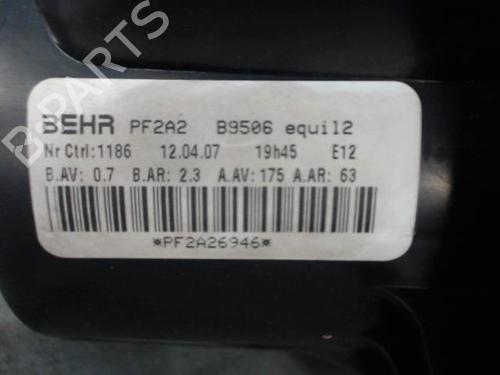 B PARTS
BEHR PF2A2 B9506 equil2
Nr Ctrl:1186 12.04.07 19h45 E12
B.AV: 0.7 B.AR: 2.3 A.AV: 175 A.AR: 63
*PF2A26946*